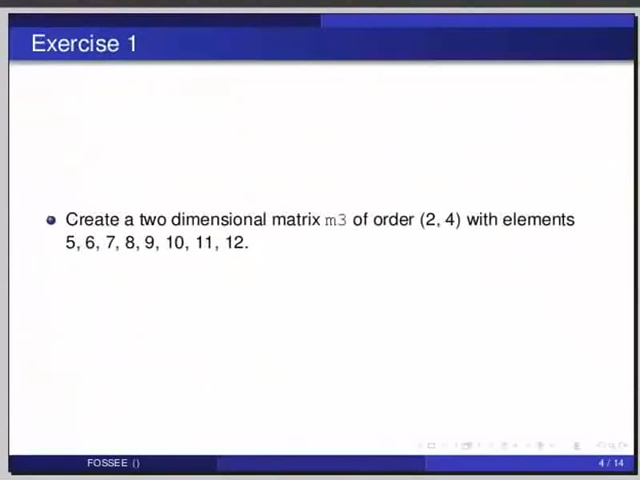 Exercise 1
Create a two dimensional matrix m3 of order (2, 4) with elements
5, 6, 7, 8, 9, 10, 11, 12.
FOSSEE ()
4 / 14